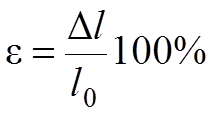 ε = Δl/l₀ 100%